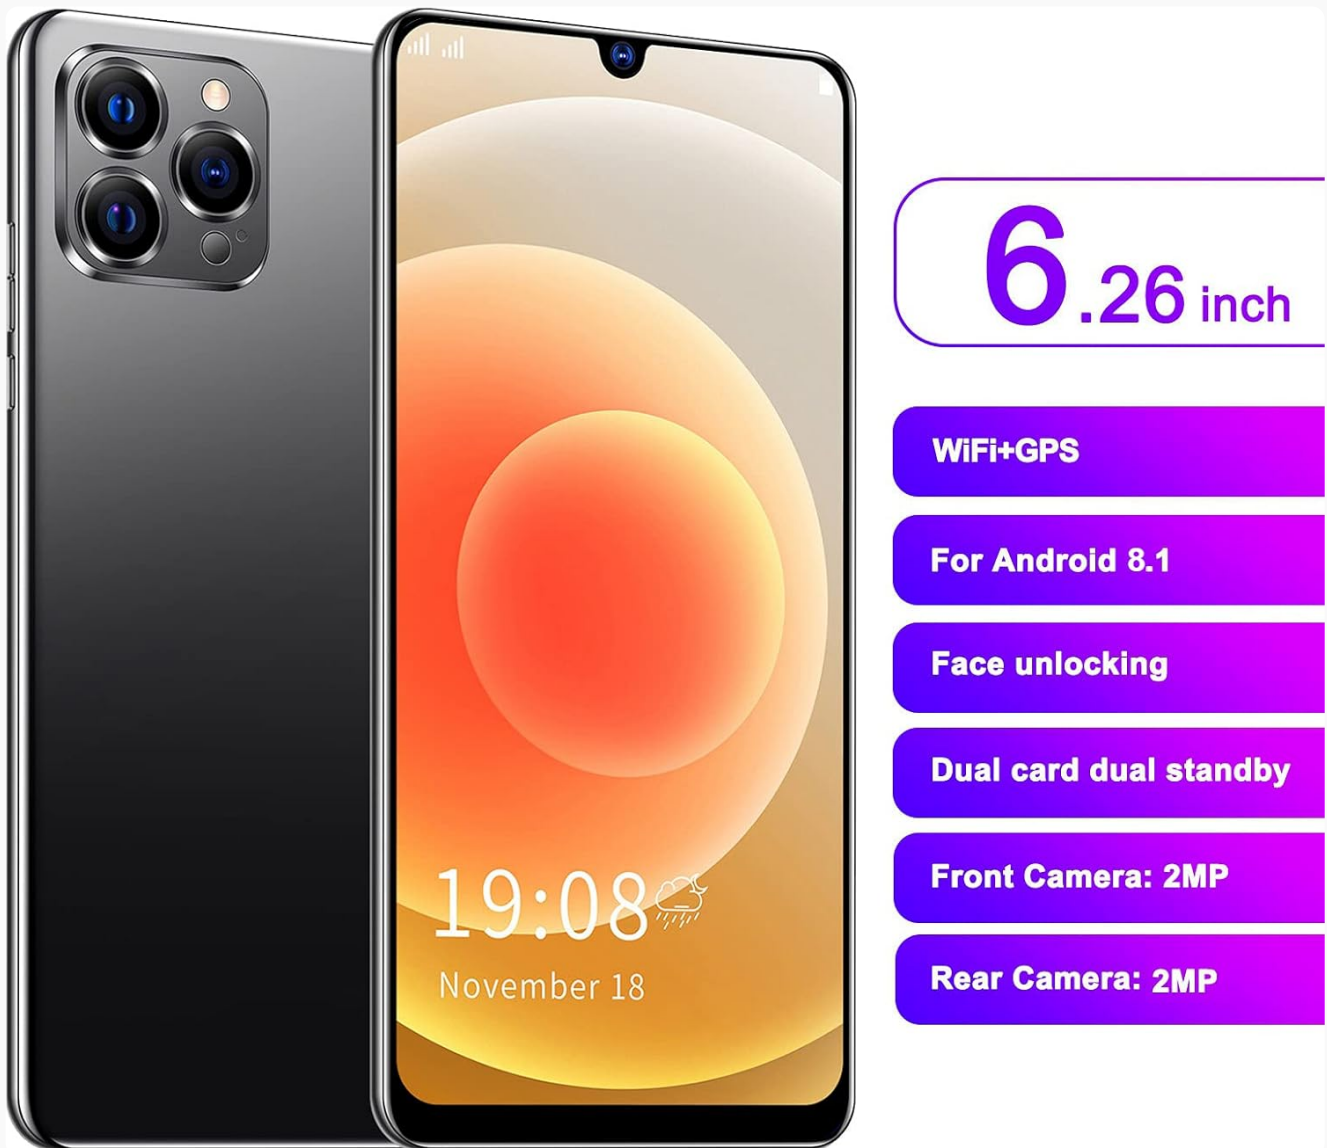 19:08
November 18
6.26 inch
WiFi+GPS
For Android 8.1
Face unlocking
Dual card dual standby
Front Camera: 2MP
Rear Camera: 2MP